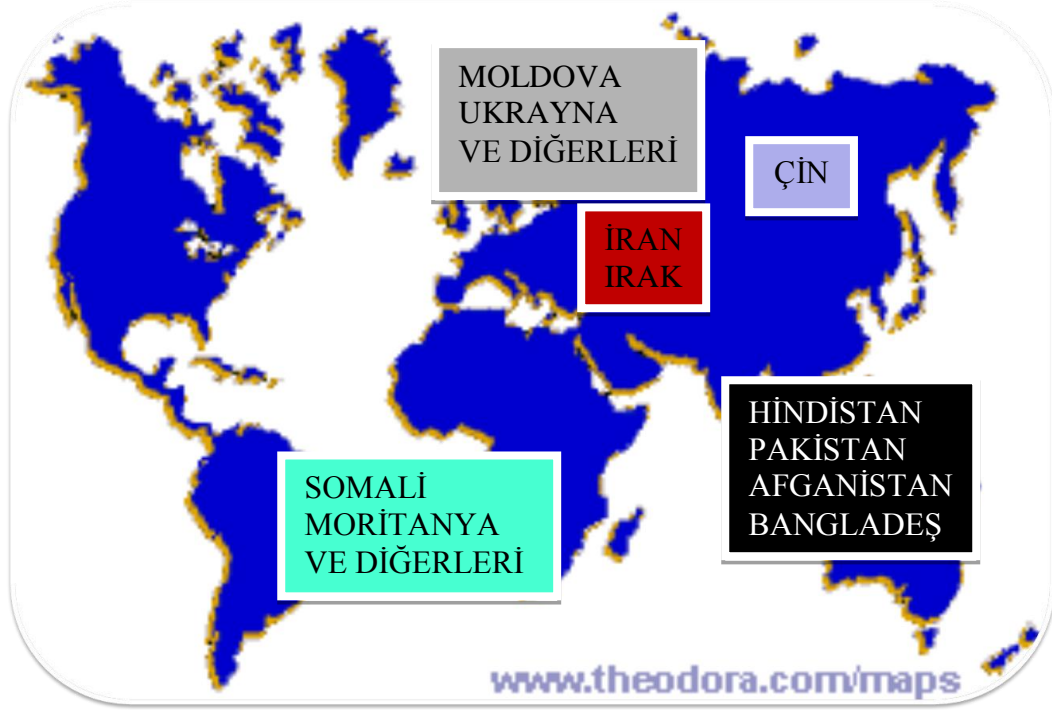 MOLDOVA
UKRAYNA
VE DİĞERLERİ
ÇİN
İRAN
IRAK
HİNDİSTAN
PAKİSTAN
AFGANİSTAN
BANGLADEŞ
SOMALİ
MORİTANYA
VE DİĞERLERİ
www.theodora.com/maps